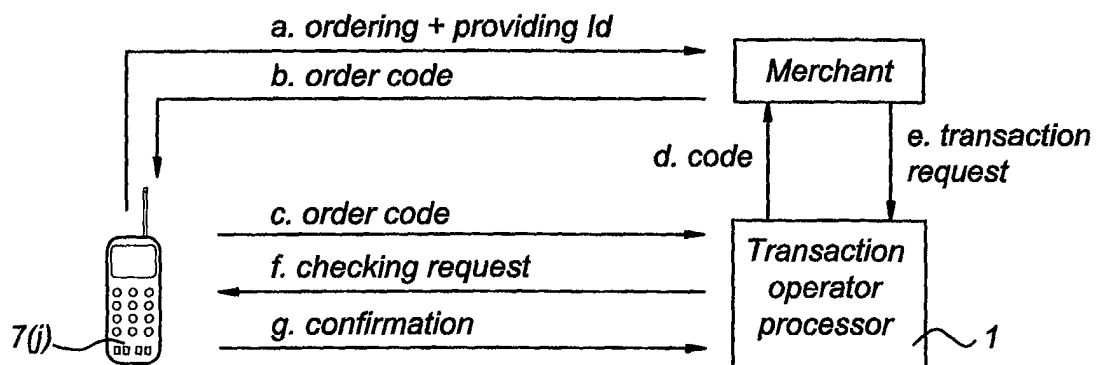 a. ordering + providing Id
b. order code
Merchant
d. code
e. transaction
request
c. order code
f. checking request
g. confirmation
Transaction
operator
processor
7(j)
1